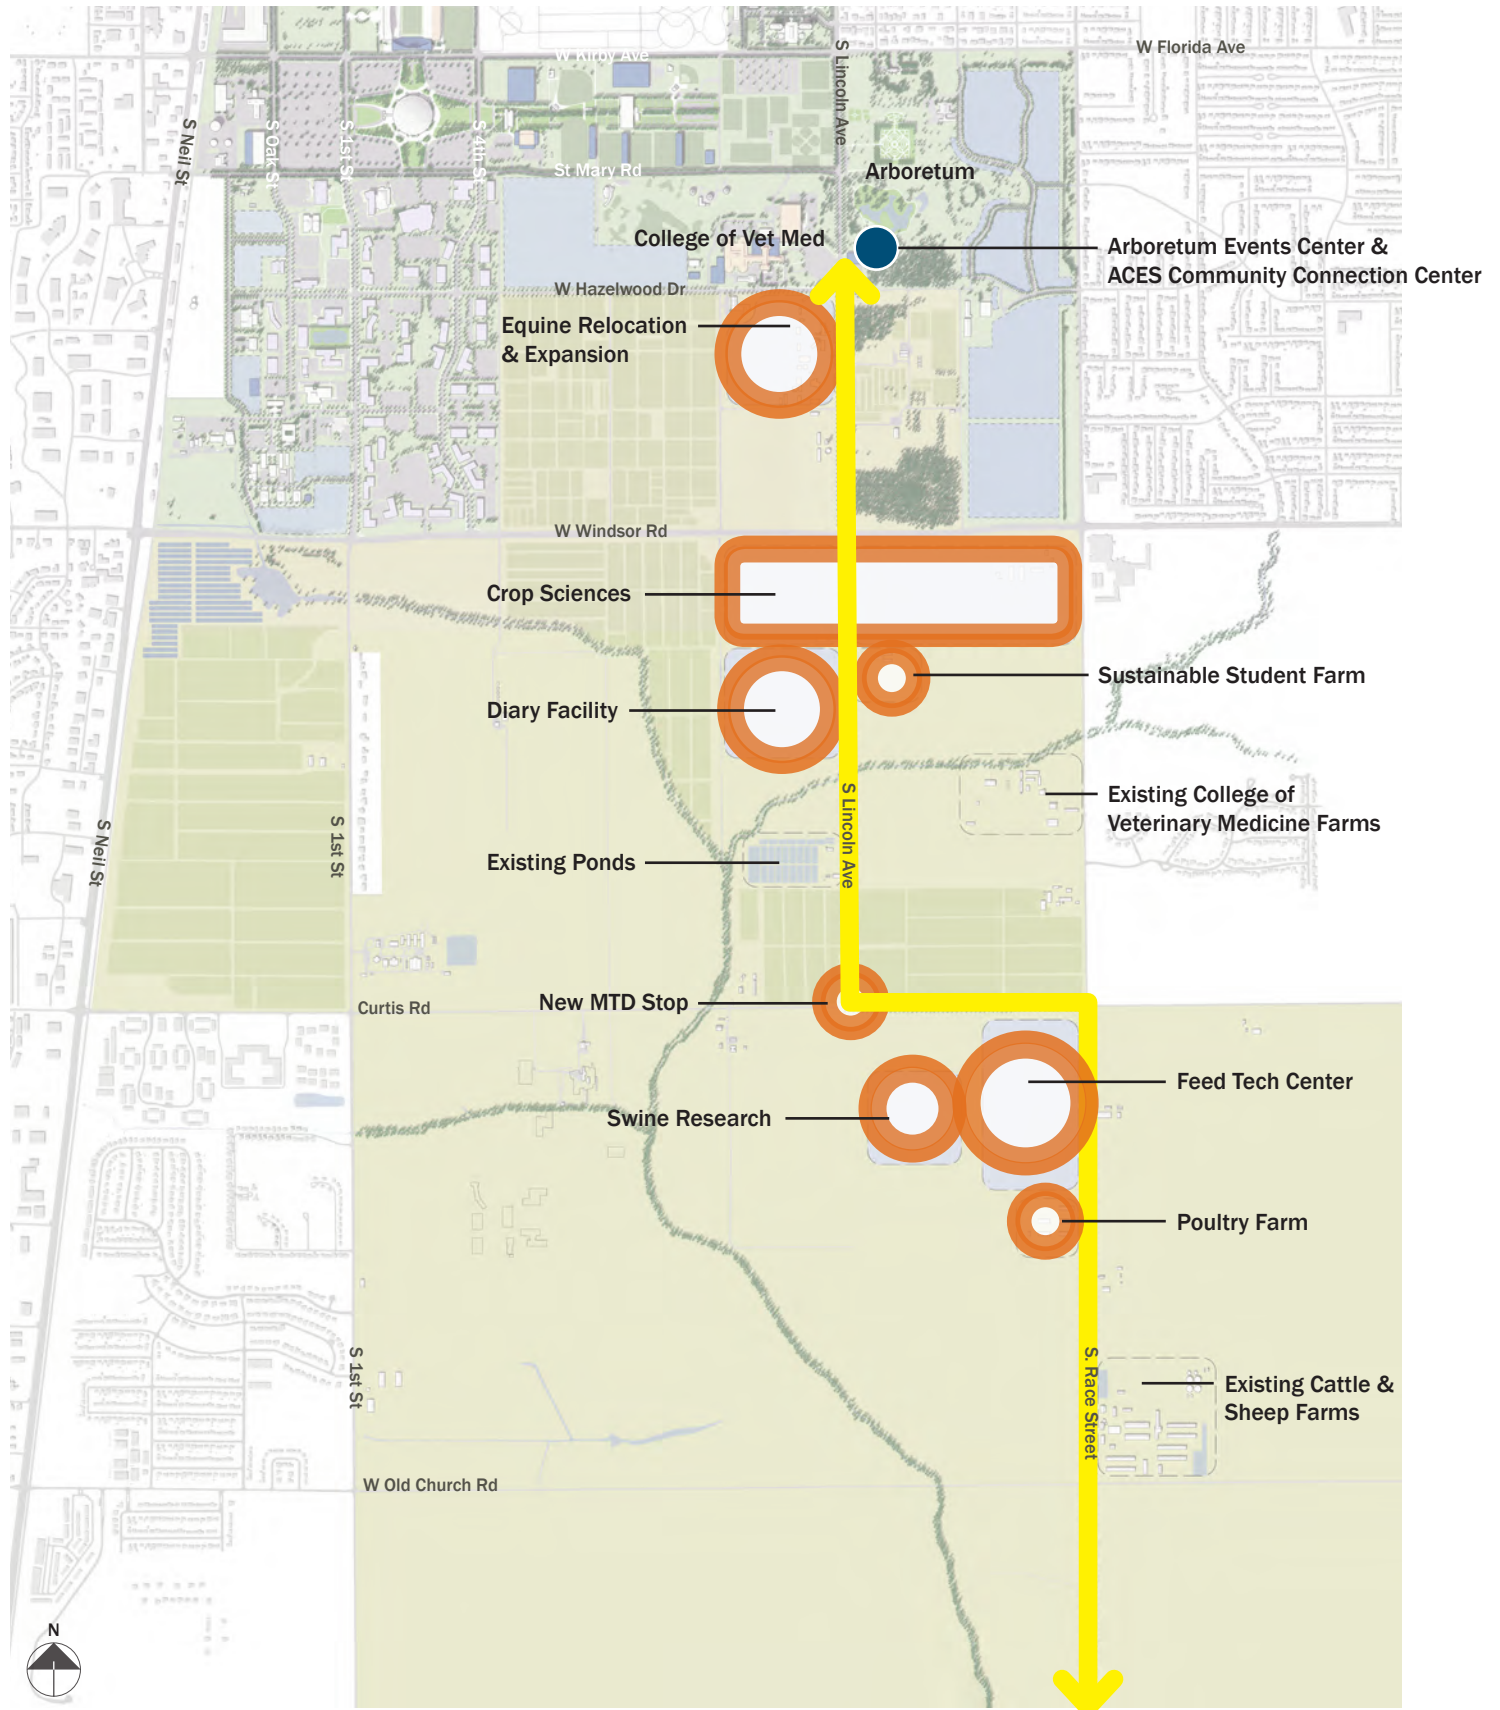 W Florida Ave
W Kirby Ave
S Lincoln Ave
S Neil St
S Oak St
S 1st St
S 4th St
St Mary Rd
Arboretum
College of Vet Med
Arboretum Events Center &
ACES Community Connection Center
W Hazelwood Dr
Equine Relocation
& Expansion
W Windsor Rd
Crop Sciences
Sustainable Student Farm
Diary Facility
S Lincoln Ave
Existing College of
Veterinary Medicine Farms
S 1st St
S Neil St
Existing Ponds
New MTD Stop
Curtis Rd
Feed Tech Center
Swine Research
Poultry Farm
S 1st St
S. Race Street
Existing Cattle &
Sheep Farms
W Old Church Rd
N